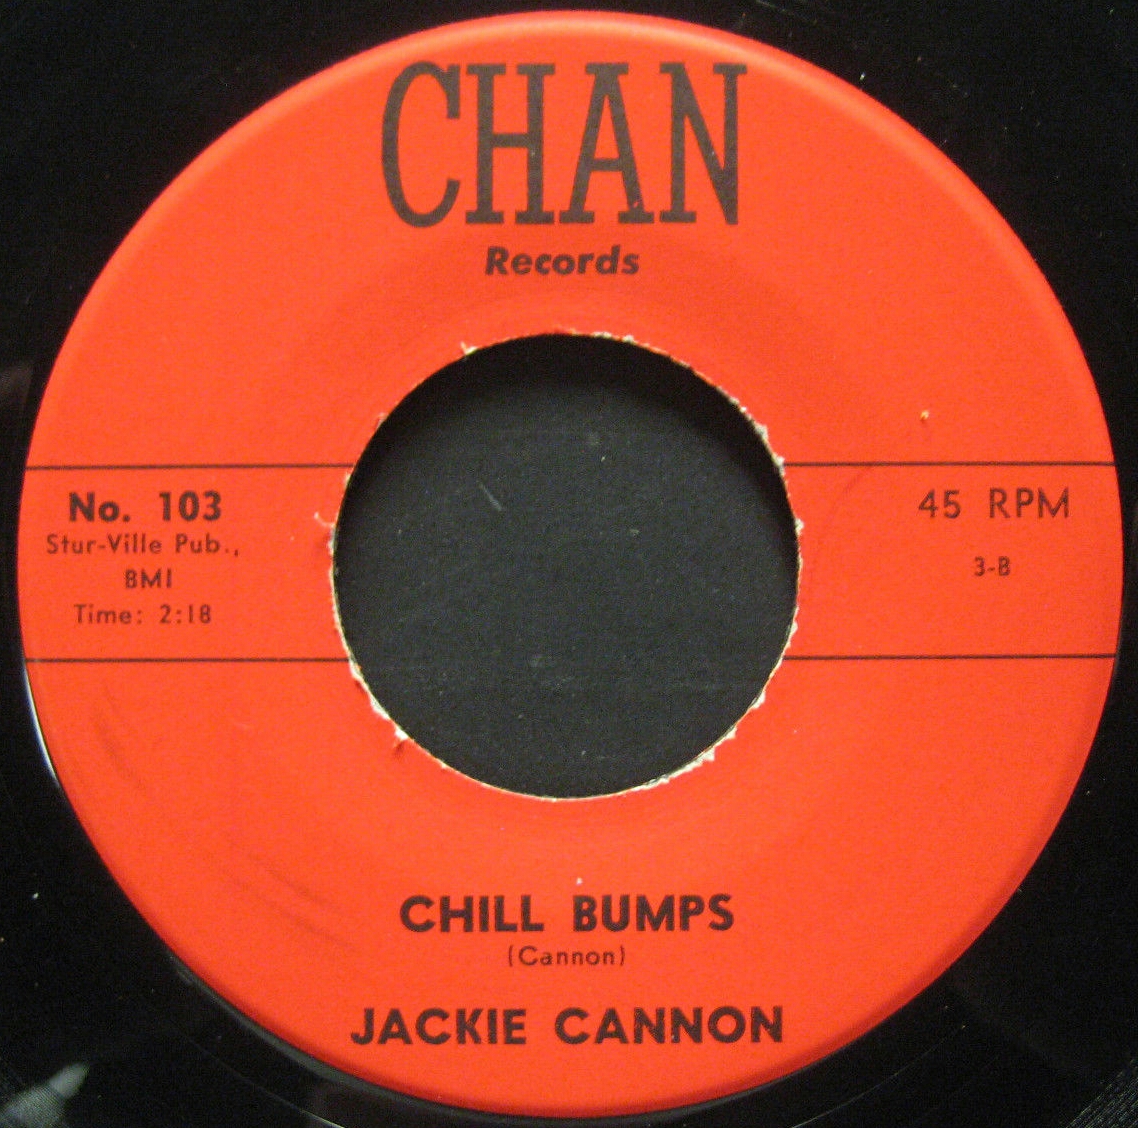 CHAN
Records
No. 103
Stur-Ville Pub.,
BMI
Time: 2:18
45 RPM
3-B
CHILL BUMPS
(Cannon)
JACKIE CANNON